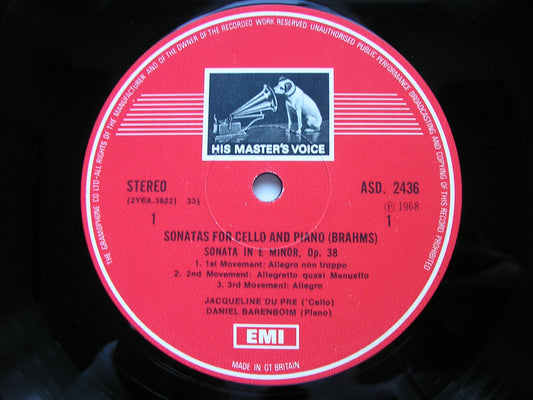 ALL RIGHTS OF THE MANUFACTURER AND OF THE OWNER OF THE RECORDED WORK RESERVED UNAUTHORISED PUBLIC PERFORMANCE BROADCASTING AND COPYING OF THIS RECORD PROHIBITED
THE GRAMOPHONE CO LTD
HIS MASTER'S VOICE
STEREO
(2YEA.3622) 33⅓
1
ASD. 2436
℗ 1968
1
SONATAS FOR CELLO AND PIANO (BRAHMS)
SONATA IN E MINOR, Op. 38
1. 1st Movement: Allegro non troppo
2. 2nd Movement: Allegretto quasi Menuetto
3. 3rd Movement: Allegro
JACQUELINE DU PRÉ ('Cello)
DANIEL BARENBOIM (Piano)
EMI
MADE IN GT. BRITAIN